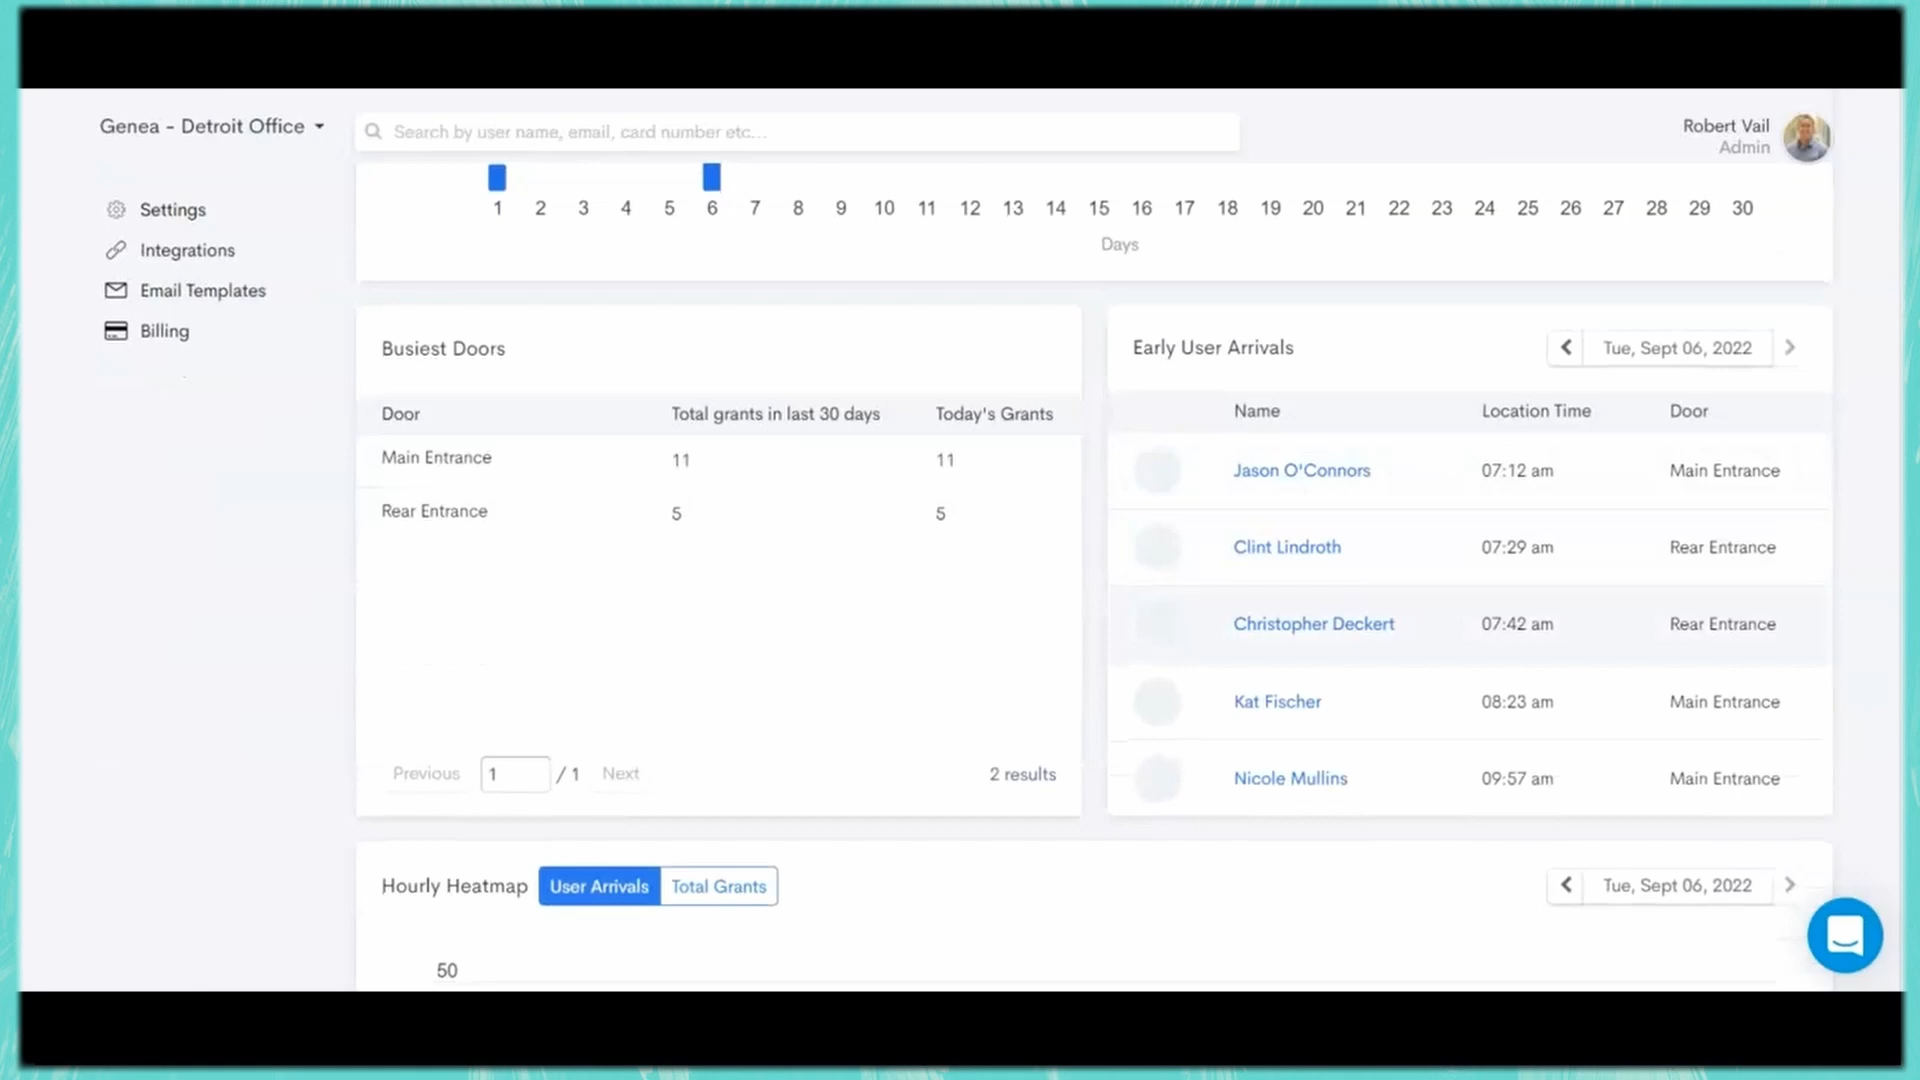 Genea - Detroit Office
Search by user name, email, card number etc...
Robert Vail
Admin
Settings
Integrations
Email Templates
Billing
1 2 3 4 5 6 7 8 9 10 11 12 13 14 15 16 17 18 19 20 21 22 23 24 25 26 27 28 29 30
Days
Busiest Doors
Door Total grants in last 30 days Today's Grants
Main Entrance 11 11
Rear Entrance 5 5
Previous 1 / 1 Next 2 results
Early User Arrivals Tue, Sept 06, 2022
Name Location Time Door
Jason O'Connors 07:12 am Main Entrance
Clint Lindroth 07:29 am Rear Entrance
Christopher Deckert 07:42 am Rear Entrance
Kat Fischer 08:23 am Main Entrance
Nicole Mullins 09:57 am Main Entrance
Hourly Heatmap User Arrivals Total Grants Tue, Sept 06, 2022
50